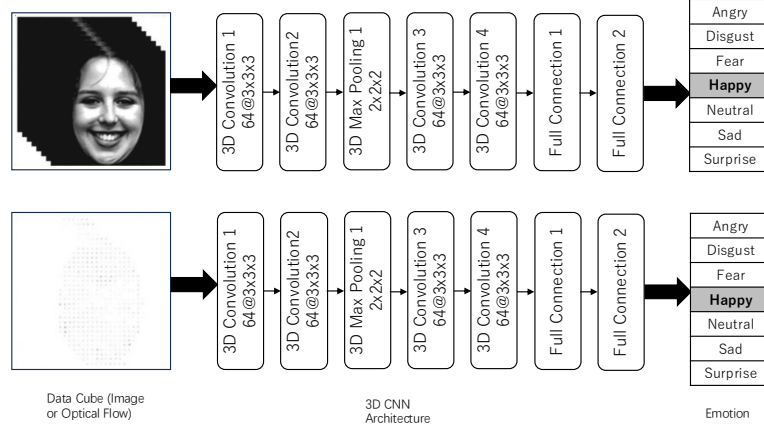 3D Convolution 1
64@3x3x3
3D Convolution2
64@3x3x3
3D Max Pooling 1
2x2x2
3D Convolution 3
64@3x3x3
3D Convolution 4
64@3x3x3
Full Connection 1
Full Connection 2
Angry
Disgust
Fear
Happy
Neutral
Sad
Surprise
3D Convolution 1
64@3x3x3
3D Convolution2
64@3x3x3
3D Max Pooling 1
2x2x2
3D Convolution 3
64@3x3x3
3D Convolution 4
64@3x3x3
Full Connection 1
Full Connection 2
Angry
Disgust
Fear
Happy
Neutral
Sad
Surprise
Data Cube (Image
or Optical Flow)
3D CNN
Architecture
Emotion